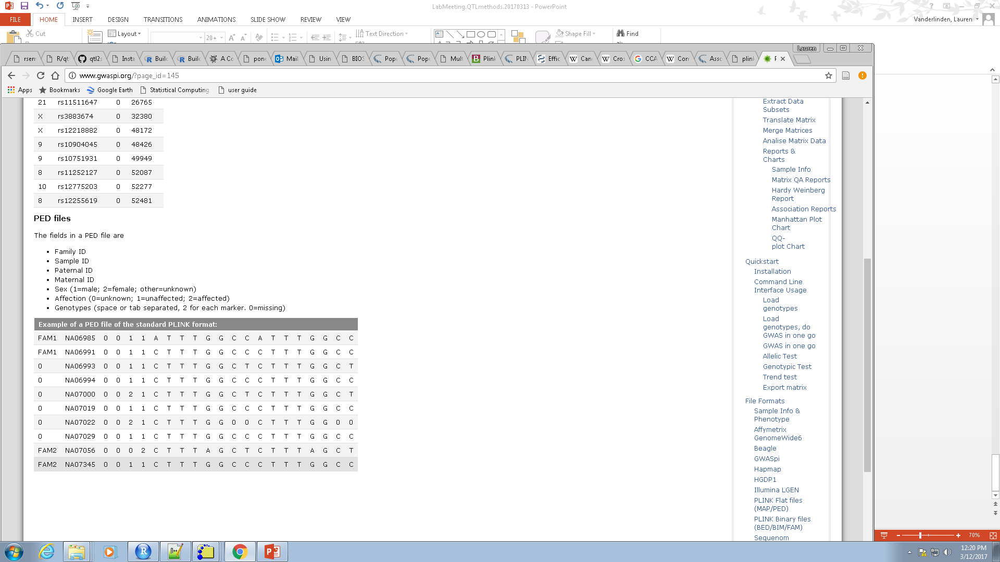 LabMeeting.QTLmethods.20170313 - PowerPoint
FILE HOME INSERT DESIGN TRANSITIONS ANIMATIONS SLIDE SHOW REVIEW VIEW
Vanderlinden, Lauren
Cut
Layout
20+
Text Direction
Shape Fill
Find
Lauren
rsem R/qt qtl2s Insta Builc Builc A Co pone Mail Usin BIOS Popu Popu Mult Plink PLIN Effic Can Cros CCA Com Asso plink
www.gwaspi.org/?page_id=145
Apps Bookmarks Google Earth Statistical Computing user guide
21 rs11511647 0 26765
X rs3883674 0 32380
X rs12218882 0 48172
9 rs10904045 0 48426
9 rs10751931 0 49949
8 rs11252127 0 52087
10 rs12775203 0 52277
8 rs12255619 0 52481
PED files
The fields in a PED file are
• Family ID
• Sample ID
• Paternal ID
• Maternal ID
• Sex (1=male; 2=female; other=unknown)
• Affection (0=unknown; 1=unaffected; 2=affected)
• Genotypes (space or tab separated, 2 for each marker. 0=missing)
Example of a PED file of the standard PLINK format:
FAM1 NA06985 0 0 1 1 A T T T G G C C A T T T G G C C
FAM1 NA06991 0 0 1 1 C T T T G G C C C T T T G G C C
0 NA06993 0 0 1 1 C T T T G G C T C T T T G G C T
0 NA06994 0 0 1 1 C T T T G G C C C T T T G G C C
0 NA07000 0 0 2 1 C T T T G G C T C T T T G G C T
0 NA07019 0 0 1 1 C T T T G G C C C T T T G G C C
0 NA07022 0 0 2 1 C T T T G G 0 0 C T T T G G 0 0
0 NA07029 0 0 1 1 C T T T G G C C C T T T G G C C
FAM2 NA07056 0 0 0 2 C T T T A G C T C T T T A G C T
FAM2 NA07345 0 0 1 1 C T T T G G C C C T T T G G C C
Extract Data
Subsets
Translate Matrix
Merge Matrices
Analise Matrix Data
Reports &
Charts
Sample Info
Matrix QA Reports
Hardy Weinberg
Report
Association Reports
Manhattan Plot
Chart
QQ-
plot Chart
Quickstart
Installation
Command Line
Interface Usage
Load
genotypes
Load
genotypes, do
GWAS in one go
GWAS in one go
Allelic Test
Genotypic Test
Trend test
Export matrix
File Formats
Sample Info &
Phenotype
Affymetrix
GenomeWide6
Beagle
GWASpi
Hapmap
HGDP1
Illumina LGEN
PLINK Flat files
(MAP/PED)
PLINK Binary files
(BED/BIM/FAM)
Sequenom
70%
12:20 PM
3/12/2017